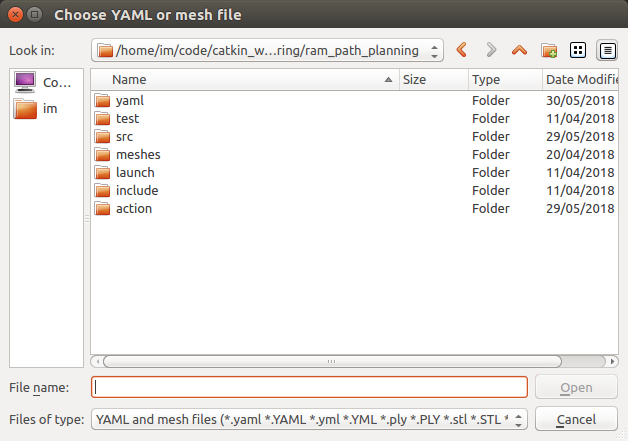 Choose YAML or mesh file
Look in: /home/im/code/catkin_w...ring/ram_path_planning
Co...
im
Name Size Type Date Modifie
yaml Folder 30/05/2018
test Folder 11/04/2018
src Folder 29/05/2018
meshes Folder 20/04/2018
launch Folder 11/04/2018
include Folder 11/04/2018
action Folder 29/05/2018
File name: Open
Files of type: YAML and mesh files (*.yaml *.YAML *.yml *.YML *.ply *.PLY *.stl *.STL * Cancel